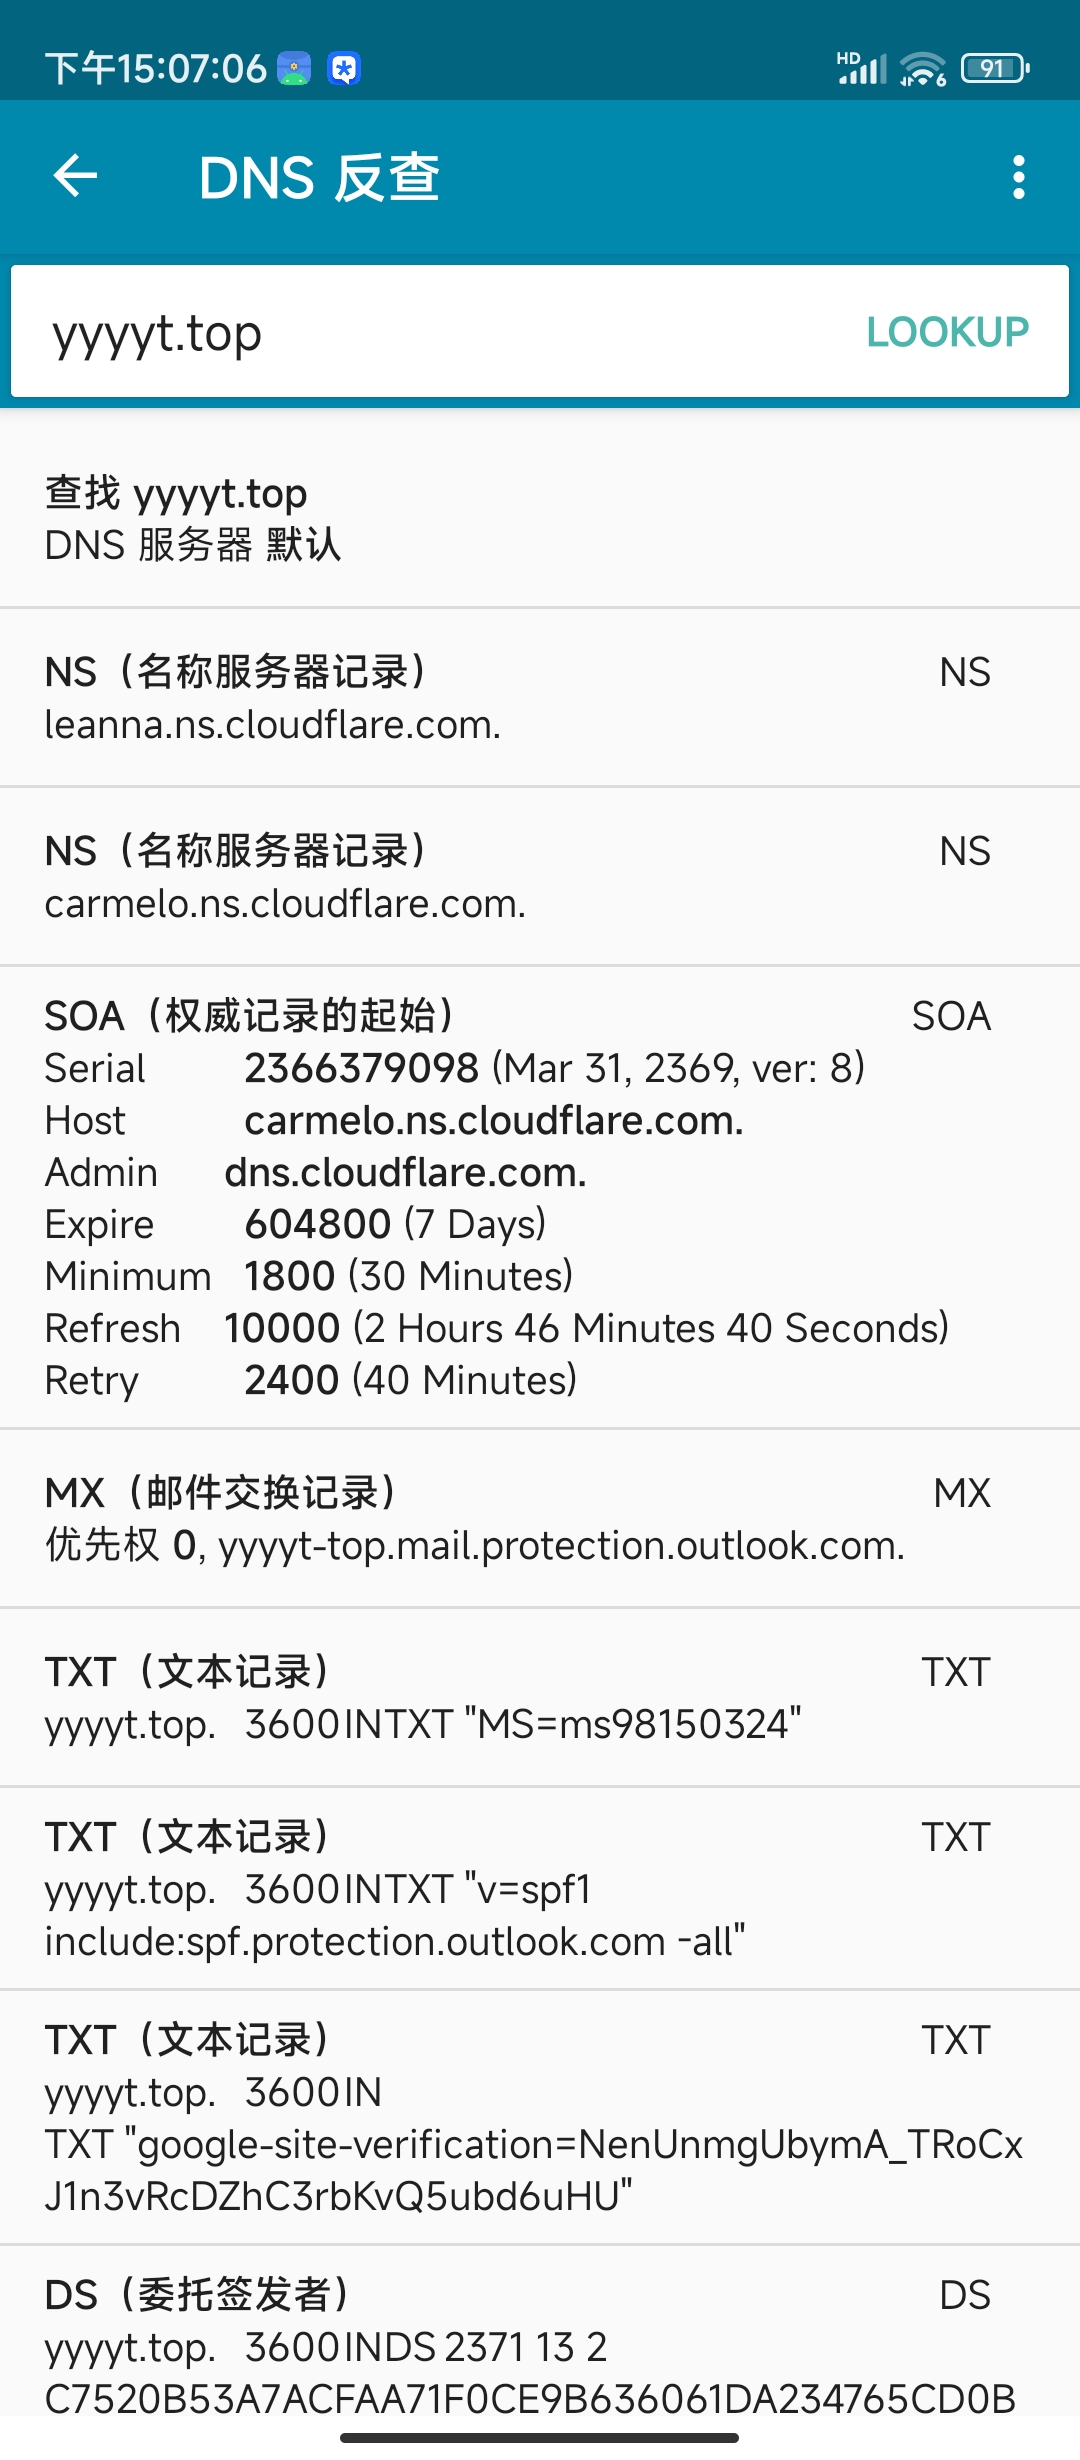 下午15:07:06
HD
6
91
DNS 反查
yyyyt.top
LOOKUP
查找 yyyyt.top
DNS 服务器 默认
NS（名称服务器记录） NS
leanna.ns.cloudflare.com.
NS（名称服务器记录） NS
carmelo.ns.cloudflare.com.
SOA（权威记录的起始） SOA
Serial 2366379098 (Mar 31, 2369, ver: 8)
Host carmelo.ns.cloudflare.com.
Admin dns.cloudflare.com.
Expire 604800 (7 Days)
Minimum 1800 (30 Minutes)
Refresh 10000 (2 Hours 46 Minutes 40 Seconds)
Retry 2400 (40 Minutes)
MX（邮件交换记录） MX
优先权 0, yyyyt-top.mail.protection.outlook.com.
TXT（文本记录） TXT
yyyyt.top. 3600INTXT "MS=ms98150324"
TXT（文本记录） TXT
yyyyt.top. 3600INTXT "v=spf1
include:spf.protection.outlook.com -all"
TXT（文本记录） TXT
yyyyt.top. 3600IN
TXT "google-site-verification=NenUnmgUbymA_TRoCx
J1n3vRcDZhC3rbKvQ5ubd6uHU"
DS（委托签发者） DS
yyyyt.top. 3600INDS 2371 13 2
C7520B53A7ACFAA71F0CE9B636061DA234765CD0B